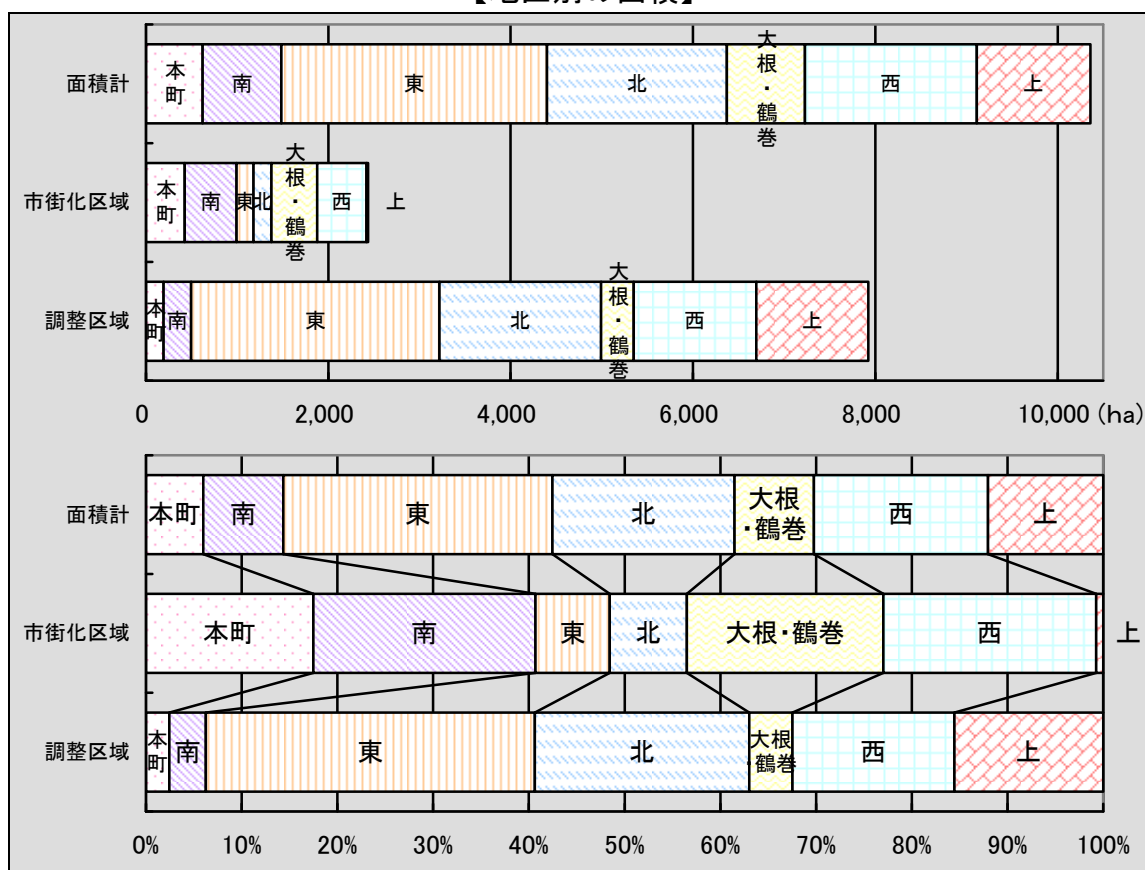 【地区別の面積】
面積計
本町
南
東
北
大根・鶴巻
西
上
市街化区域
本町
南
東
北
大根・鶴巻
西
上
調整区域
本町
南
東
北
大根・鶴巻
西
上
0 2,000 4,000 6,000 8,000 10,000 (ha)
面積計
本町
南
東
北
大根
・鶴巻
西
上
市街化区域
本町
南
東
北
大根・鶴巻
西
上
調整区域
本町
南
東
北
大根
・鶴巻
西
上
0% 10% 20% 30% 40% 50% 60% 70% 80% 90% 100%